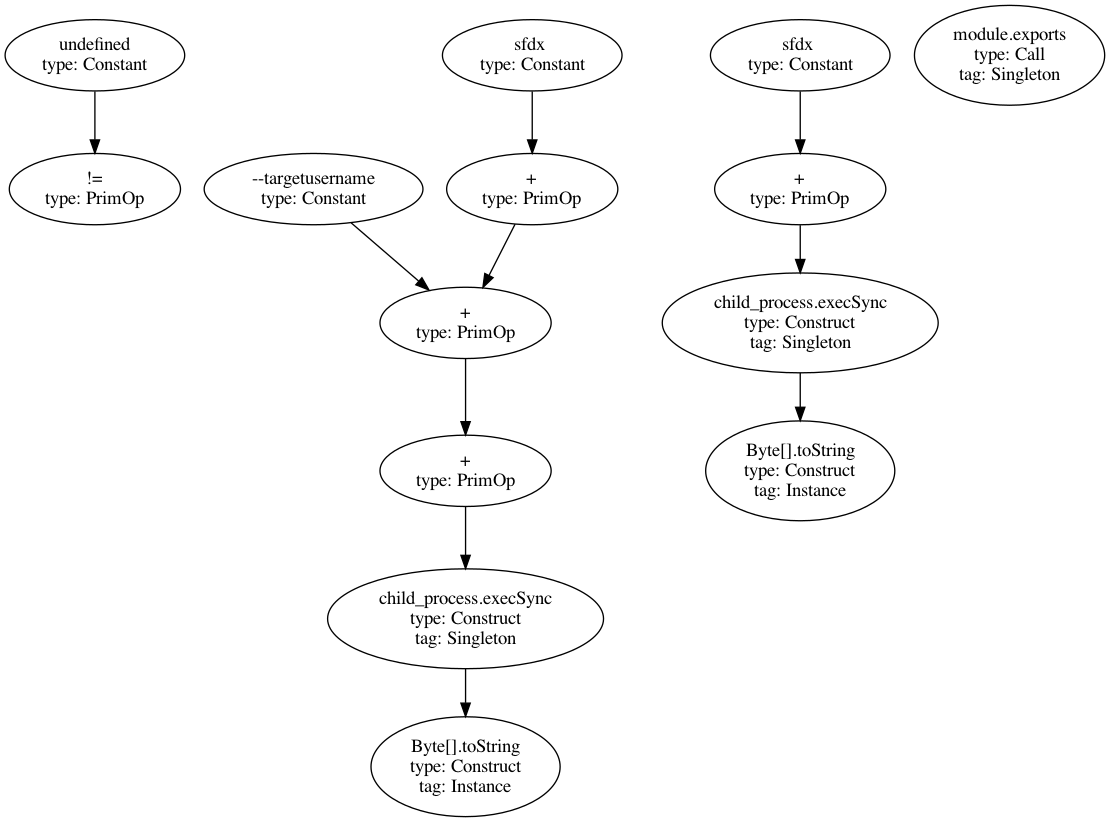 undefined
type: Constant
sfdx
type: Constant
sfdx
type: Constant
module.exports
type: Call
tag: Singleton
!=
type: PrimOp
--targetusername
type: Constant
+
type: PrimOp
+
type: PrimOp
+
type: PrimOp
child_process.execSync
type: Construct
tag: Singleton
+
type: PrimOp
Byte[].toString
type: Construct
tag: Instance
child_process.execSync
type: Construct
tag: Singleton
Byte[].toString
type: Construct
tag: Instance